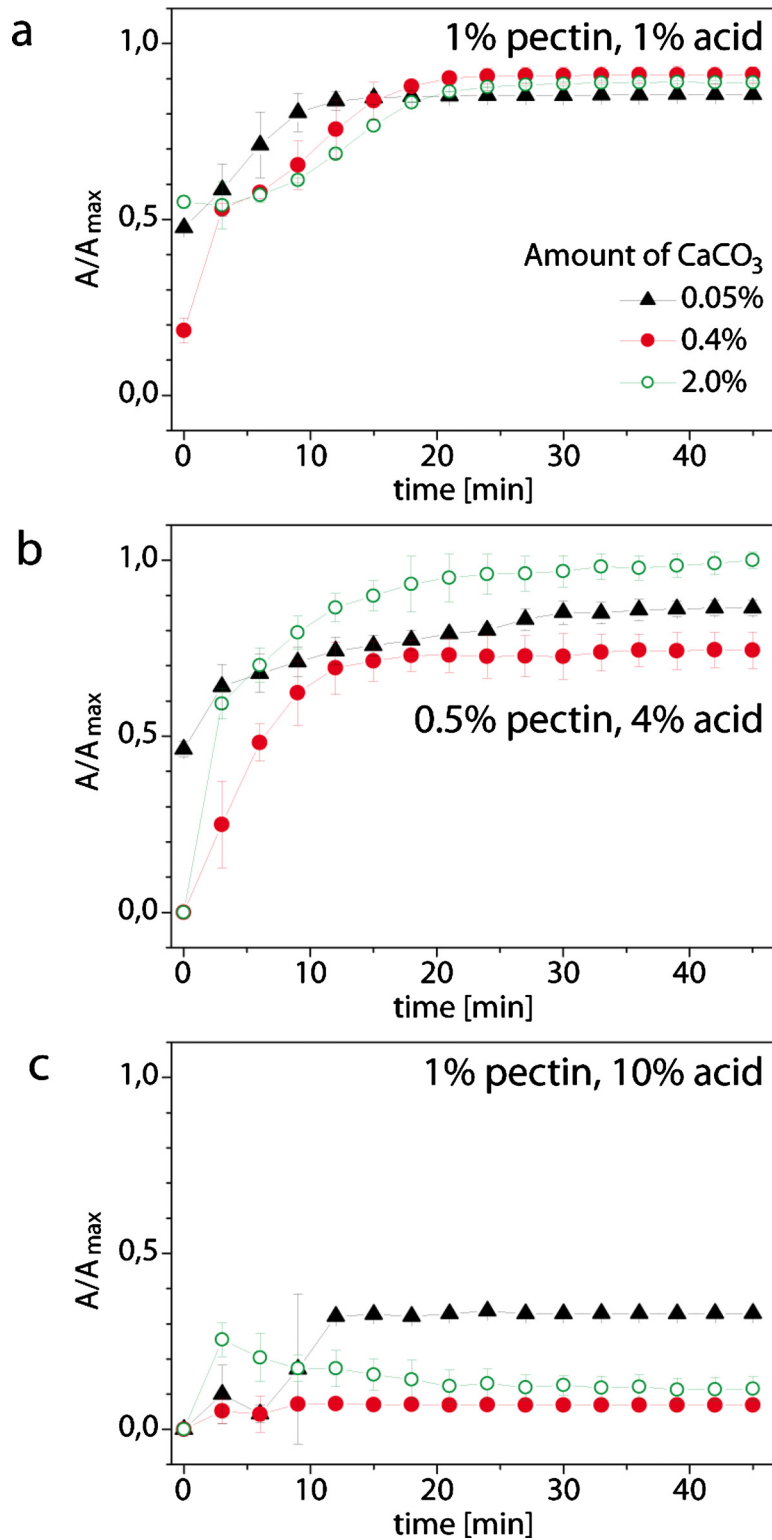 a
1% pectin, 1% acid
1,0
0,5
0,0
A/Amax
Amount of CaCO₃
0.05%
0.4%
2.0%
0 10 20 30 40
time [min]
b
1,0
0,5
0,0
A/Amax
0.5% pectin, 4% acid
0 10 20 30 40
time [min]
c
1% pectin, 10% acid
1,0
0,5
0,0
A/Amax
0 10 20 30 40
time [min]